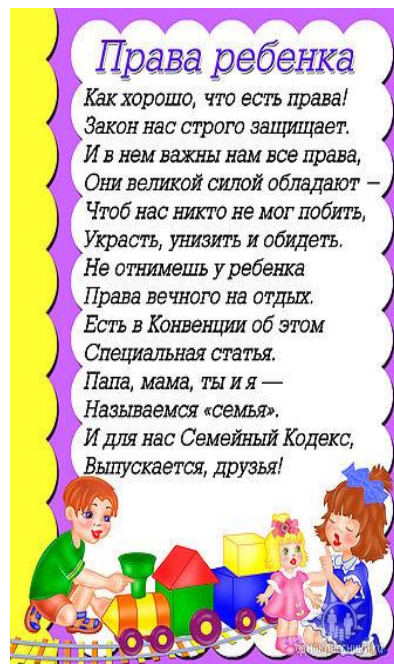 Права ребенка
Как хорошо, что есть права!
Закон нас строго защищает.
И в нем важны нам все права,
Они великой силой обладают –
Чтоб нас никто не мог побить,
Украсть, унизить и обидеть.
Не отнимешь у ребенка
Права вечного на отдых.
Есть в Конвенции об этом
Специальная статья.
Папа, мама, ты и я —
Называемся «семья».
И для нас Семейный Кодекс,
Выпускается, друзья!